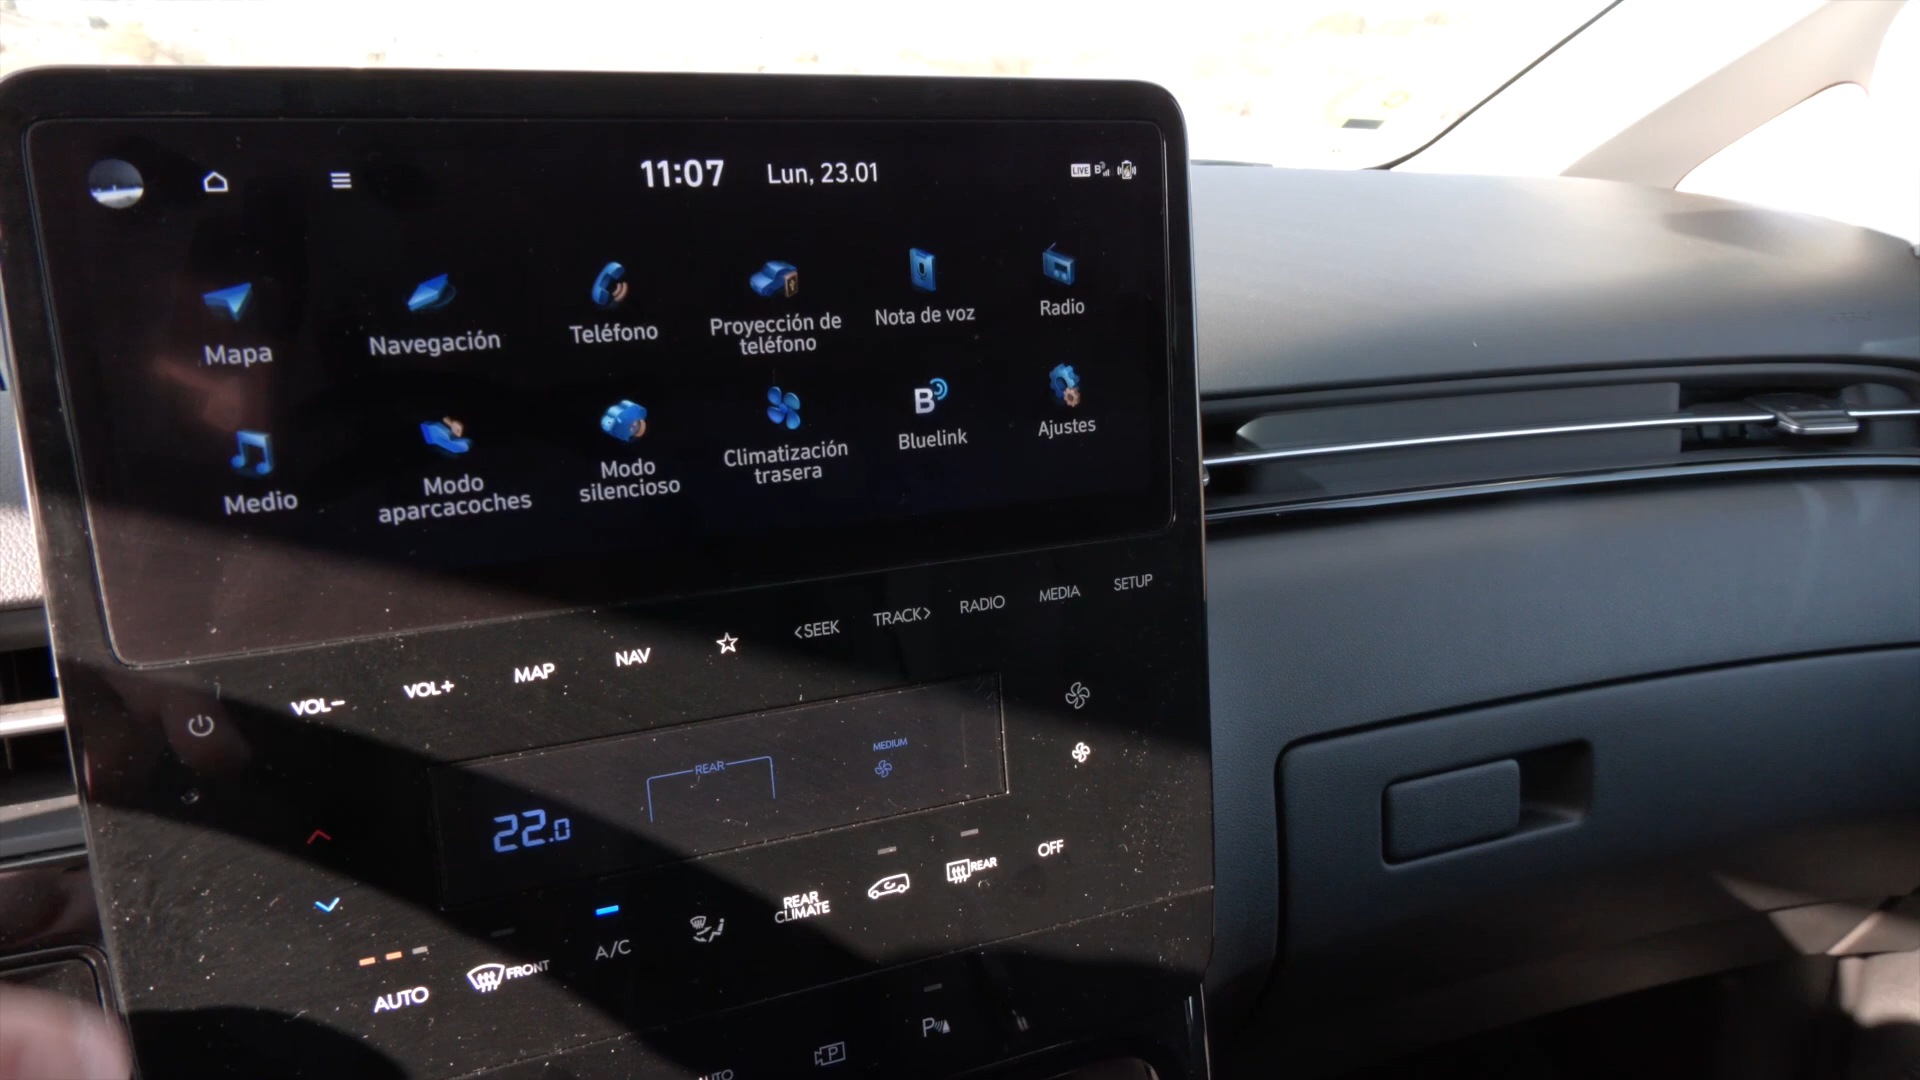 11:07 Lun, 23.01
LIVE B
Mapa Navegación Teléfono Proyección de Nota de voz Radio
teléfono
Medio Modo Modo Climatización Bluelink Ajustes
aparcacoches silencioso trasera
B
VOL- VOL+ MAP NAV <SEEK TRACK> RADIO MEDIA SETUP
22.0 REAR MEDIUM
AUTO FRONT A/C REAR REAR OFF
CLIMATE
AUTO P P